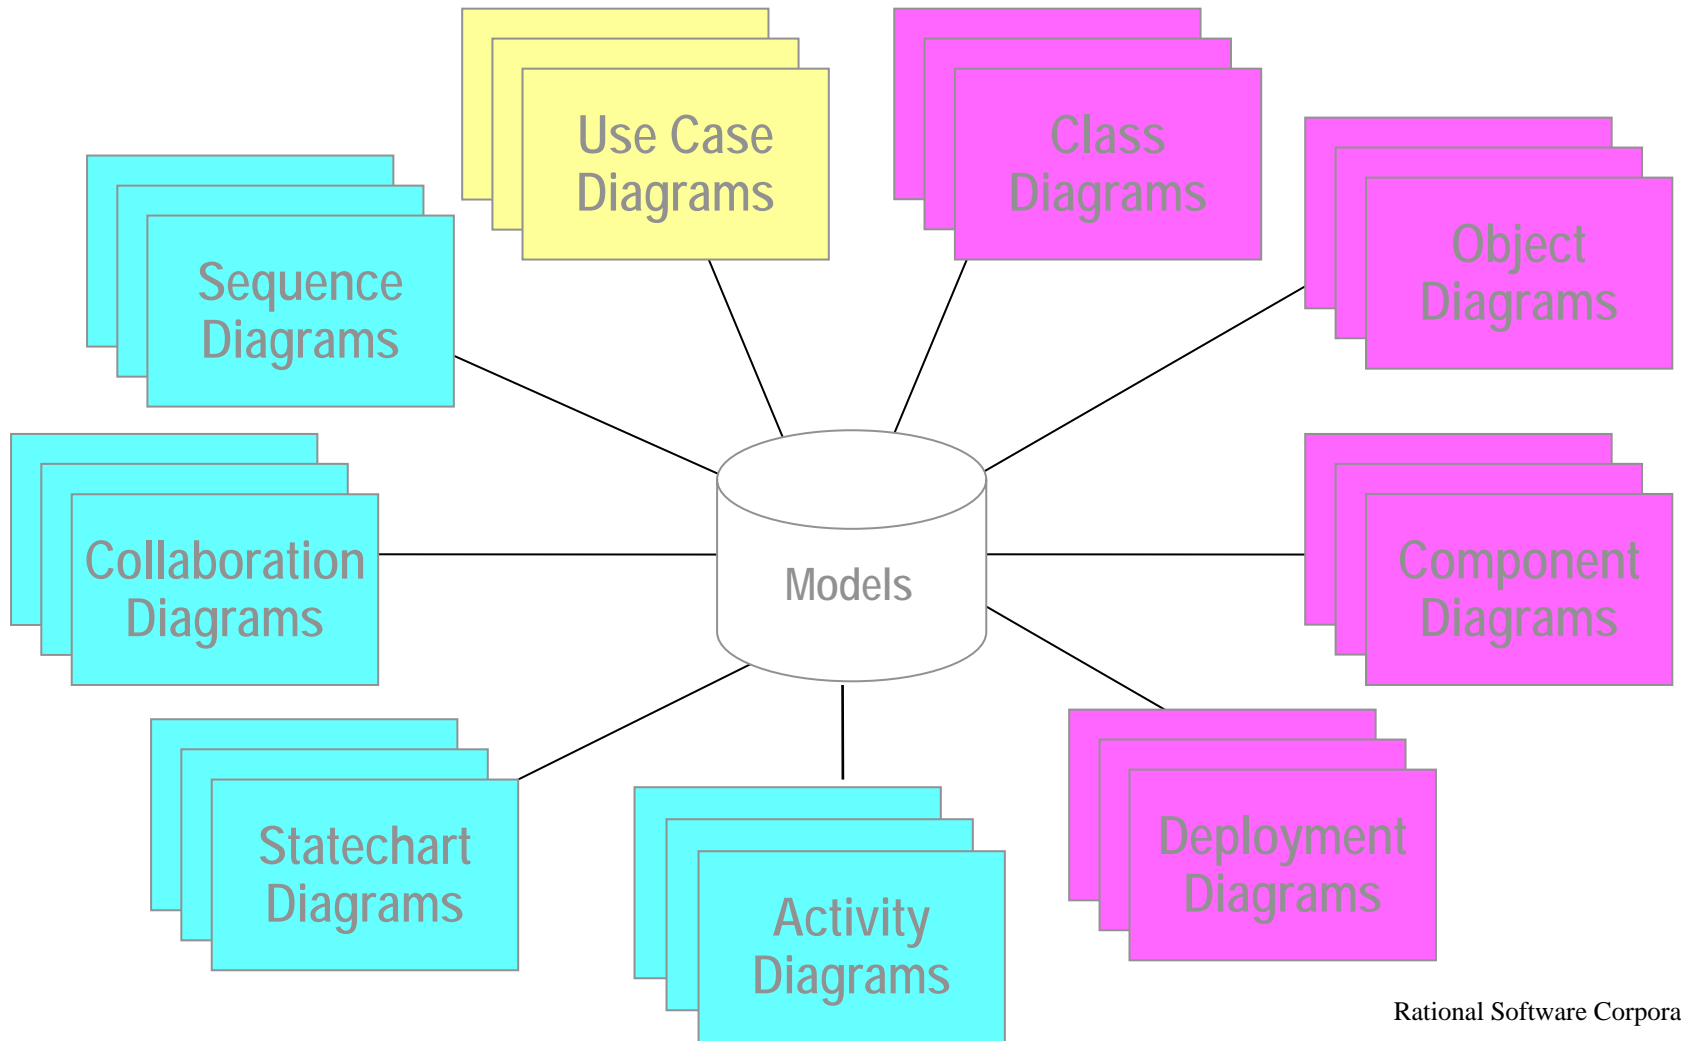 Use Case
Diagrams
Class
Diagrams
Sequence
Diagrams
Object
Diagrams
Collaboration
Diagrams
Models
Component
Diagrams
Statechart
Diagrams
Activity
Diagrams
Deployment
Diagrams
Rational Software Corpora